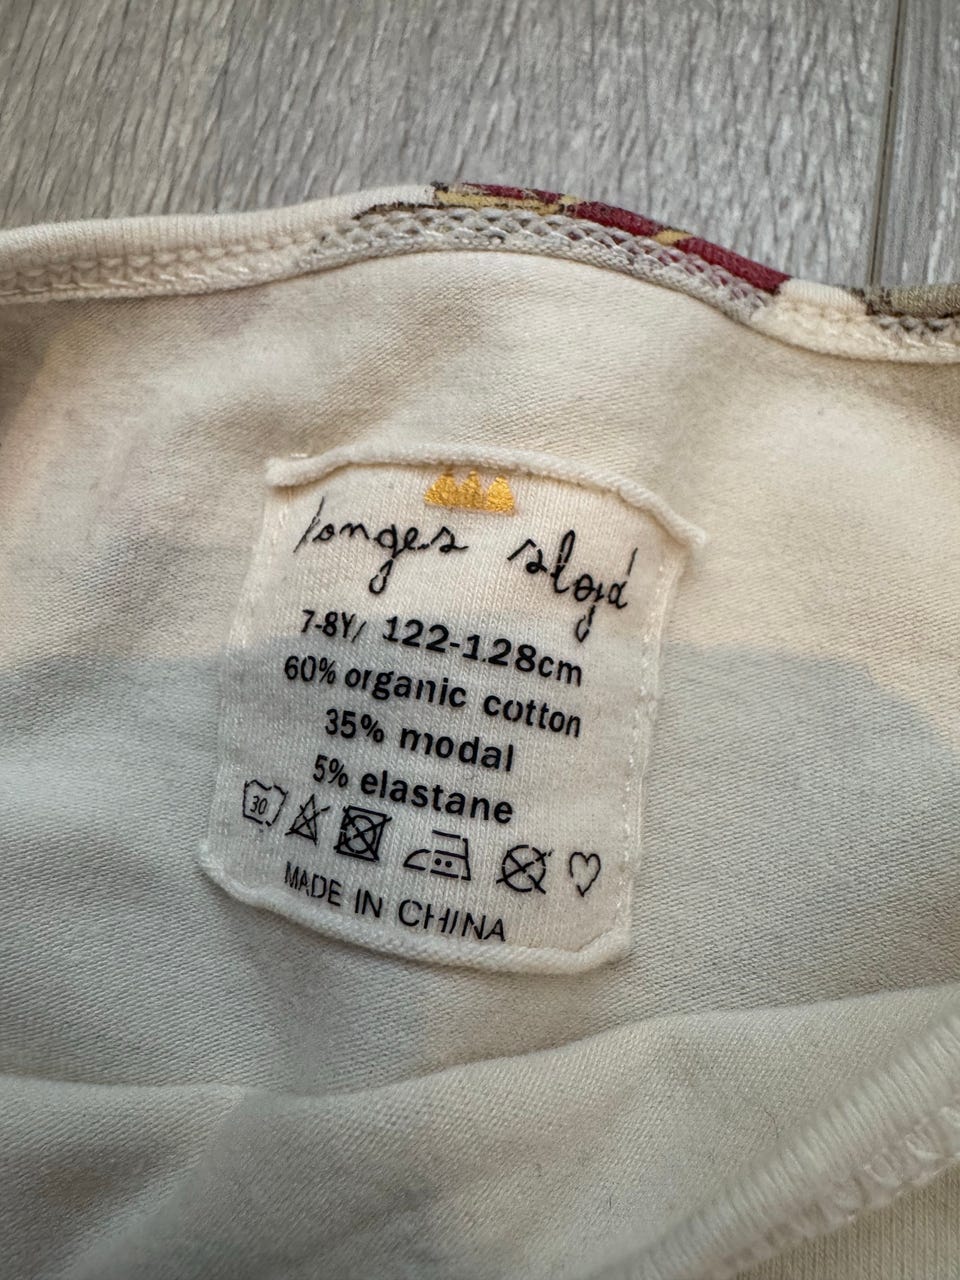 konges sløjd
7-8Y/ 122-128cm
60% organic cotton
35% modal
5% elastane
30
MADE IN CHINA